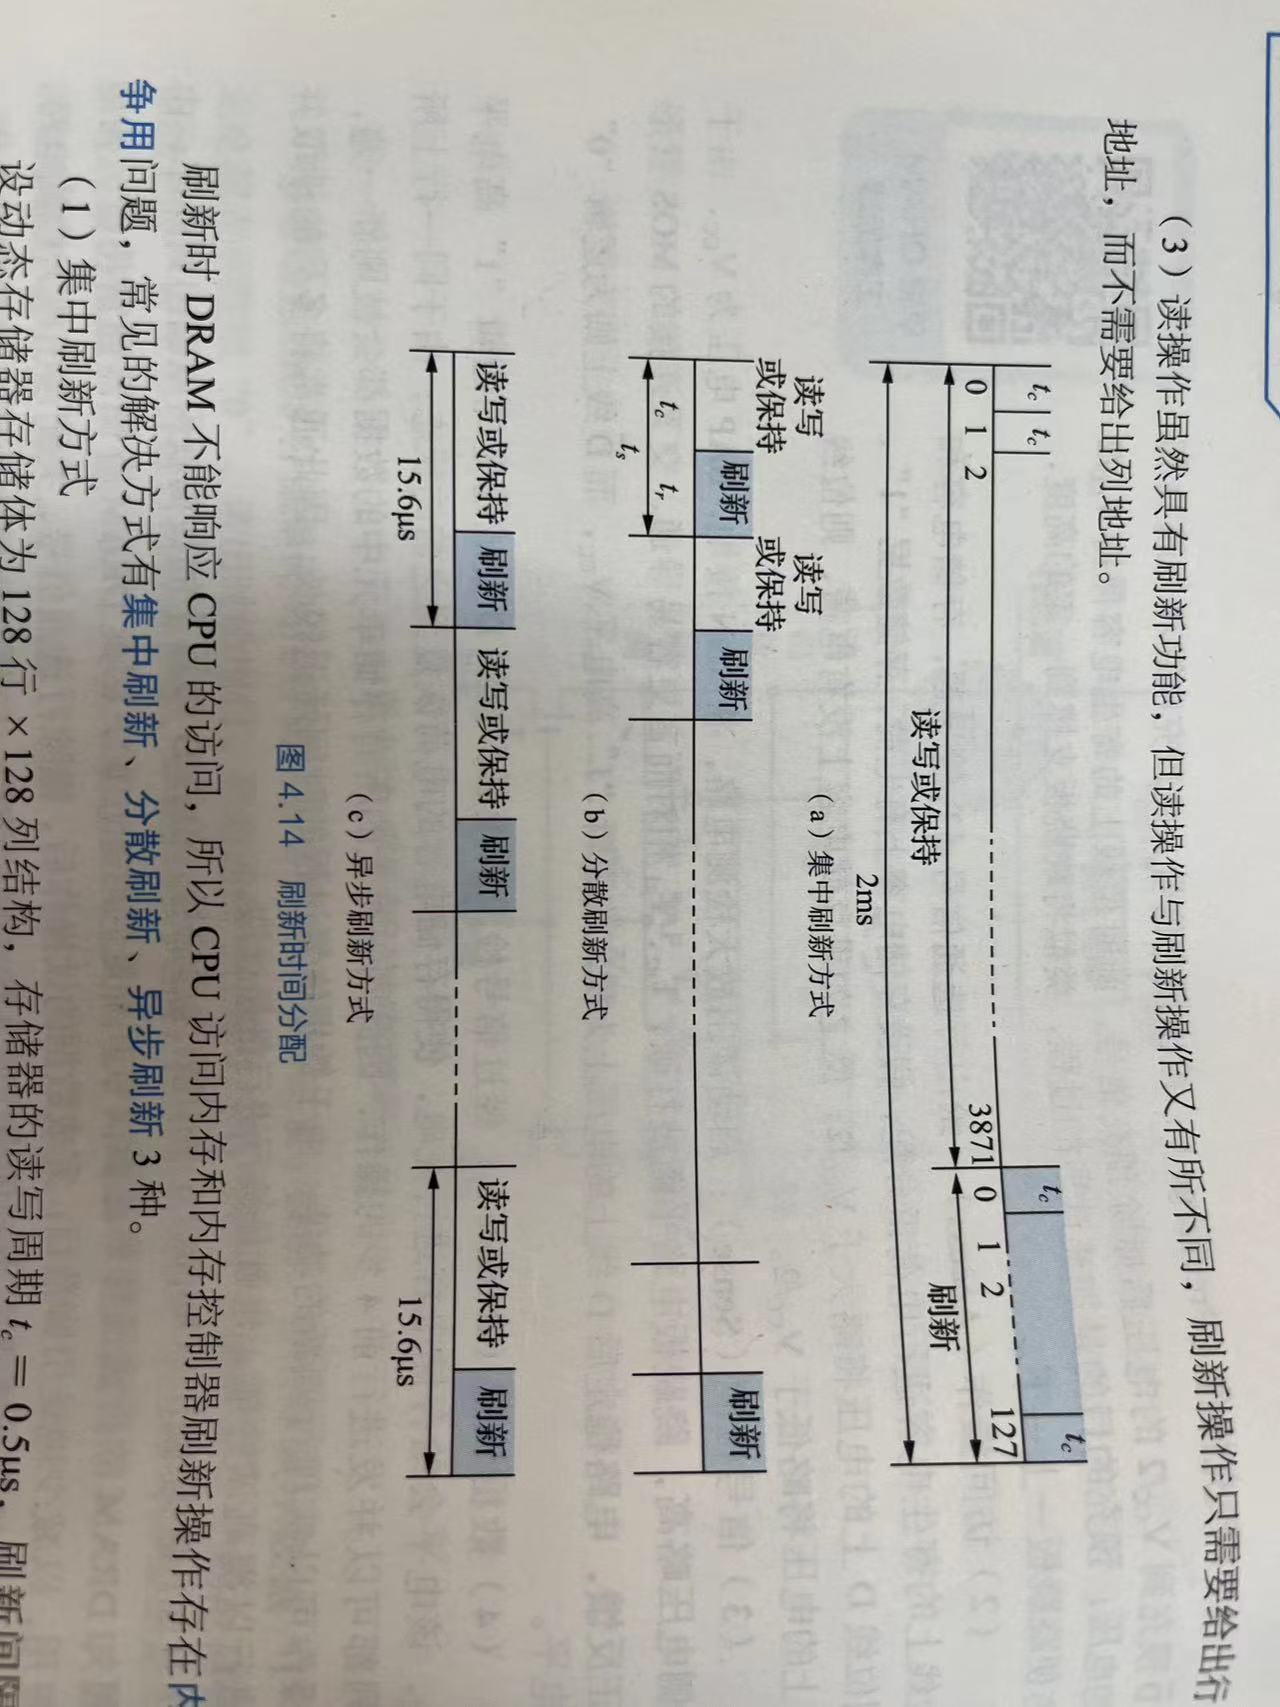 (3)读操作虽然具有刷新功能，但读操作与刷新操作又有所不同，刷新操作只需要给出行
地址，而不需要给出列地址。
tc tc tc tc
0 1 2 3871 0 1 2 127
读写或保持 刷新
2ms
(a)集中刷新方式
读写 读写
或保持 刷新 或保持 刷新 刷新
tc tr
ts
(b)分散刷新方式
读写或保持 刷新 读写或保持 刷新 读写或保持 刷新
15.6μs 15.6μs
(c)异步刷新方式
图 4.14 刷新时间分配
刷新时 DRAM 不能响应 CPU 的访问，所以 CPU 访问内存和内存控制器刷新操作存在内
争用问题，常见的解决方式有集中刷新、分散刷新、异步刷新 3 种。
(1)集中刷新方式
设动态存储器存储体为 128 行 × 128 列结构，存储器的读写周期 tc = 0.5μs，刷新间隔